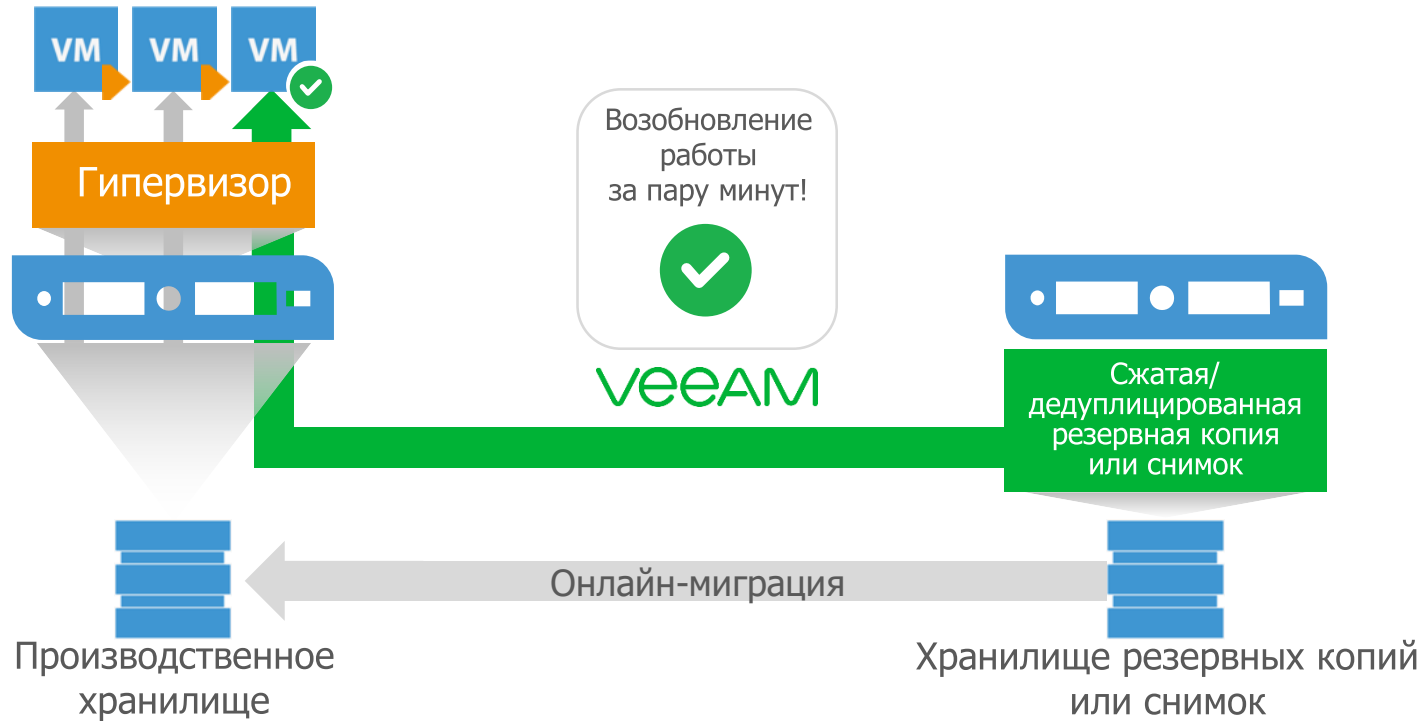 VM VM VM
Гипервизор
Возобновление
работы
за пару минут!
veeam
Сжатая/
дедуплицированная
резервная копия
или снимок
Онлайн-миграция
Производственное
хранилище
Хранилище резервных копий
или снимок